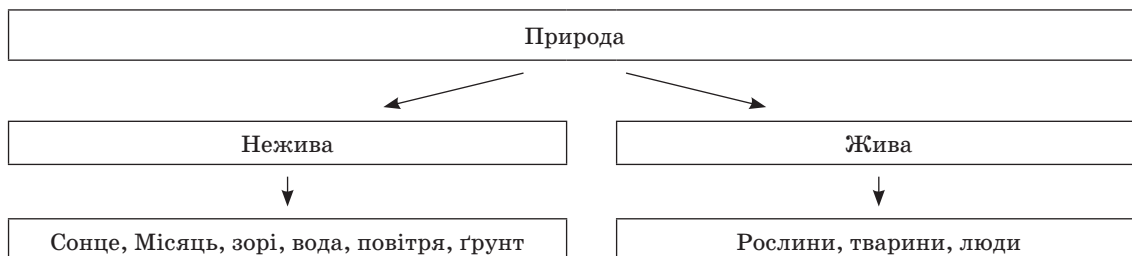 Природа
Нежива
Жива
Сонце, Місяць, зорі, вода, повітря, ґрунт
Рослини, тварини, люди